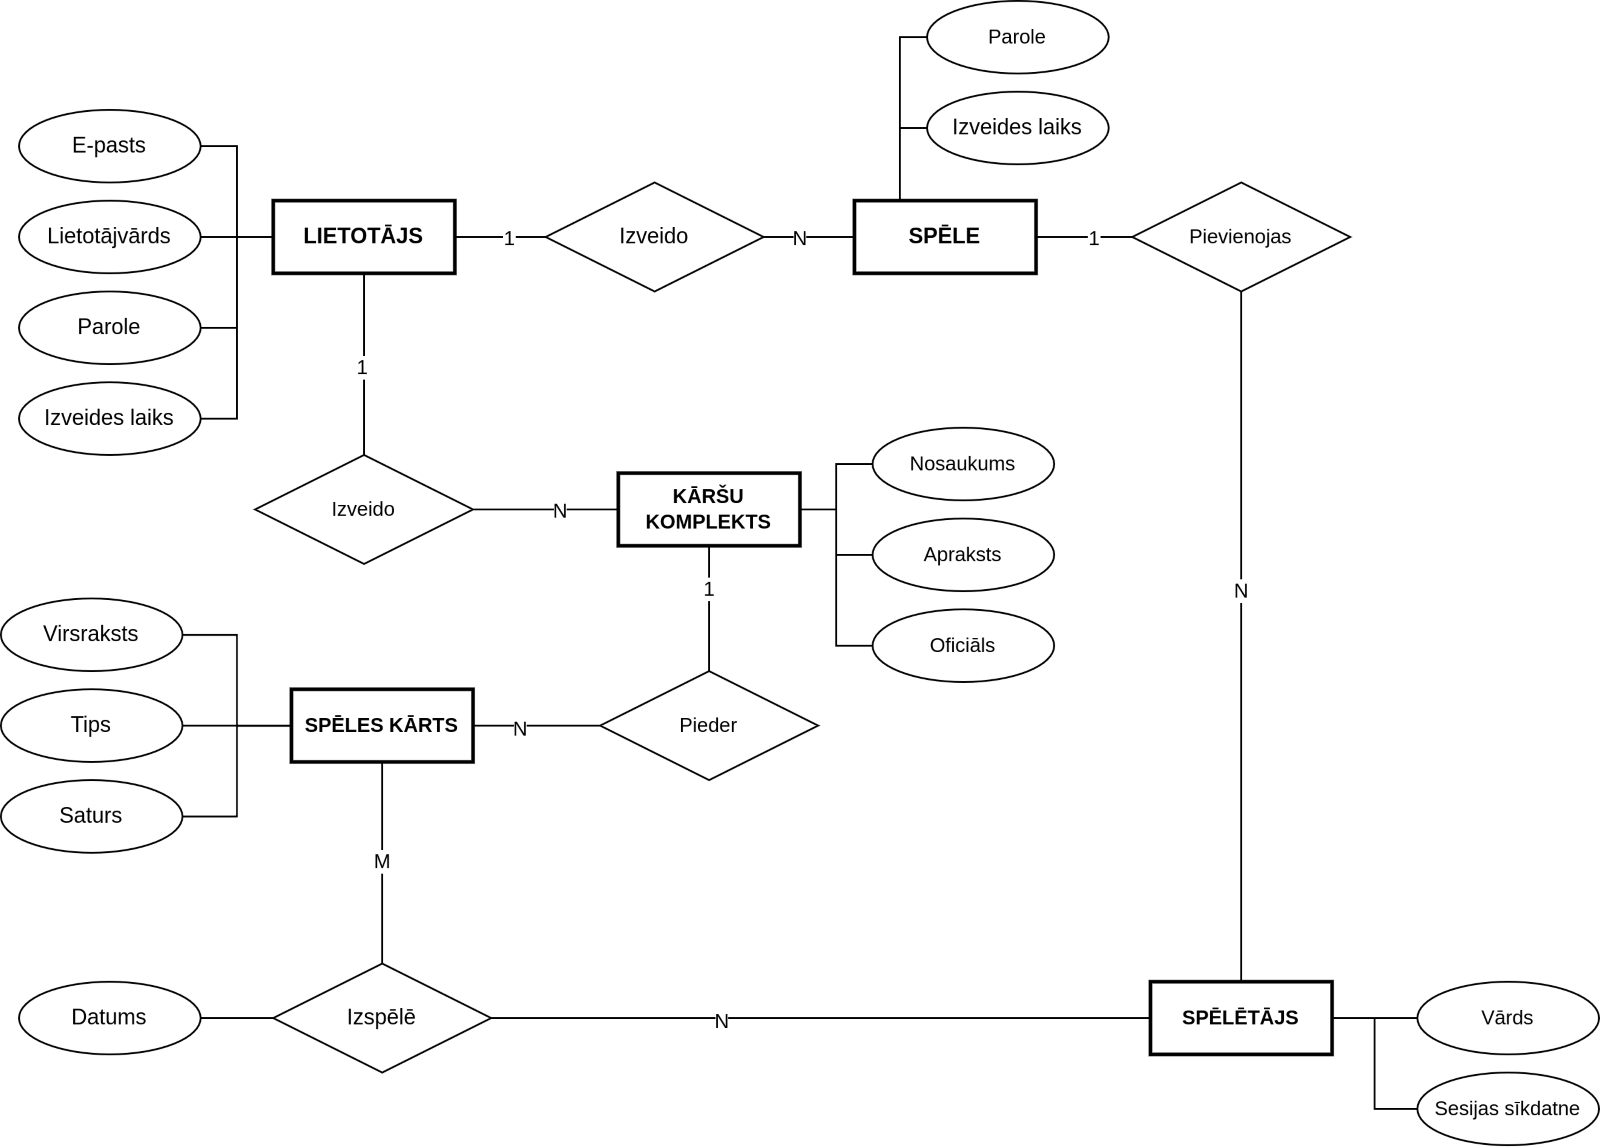 Parole
Izveides laiks
E-pasts
Lietotājvārds
Parole
Izveides laiks
LIETOTĀJS
1
Izveido
N
SPĒLE
1
Pievienojas
1
Izveido
N
KĀRŠU
KOMPLEKTS
Nosaukums
Apraksts
Oficiāls
1
N
Virsraksts
Tips
Saturs
SPĒLES KĀRTS
N
Pieder
M
Datums
Izspēlē
N
SPĒLĒTĀJS
Vārds
Sesijas sīkdatne